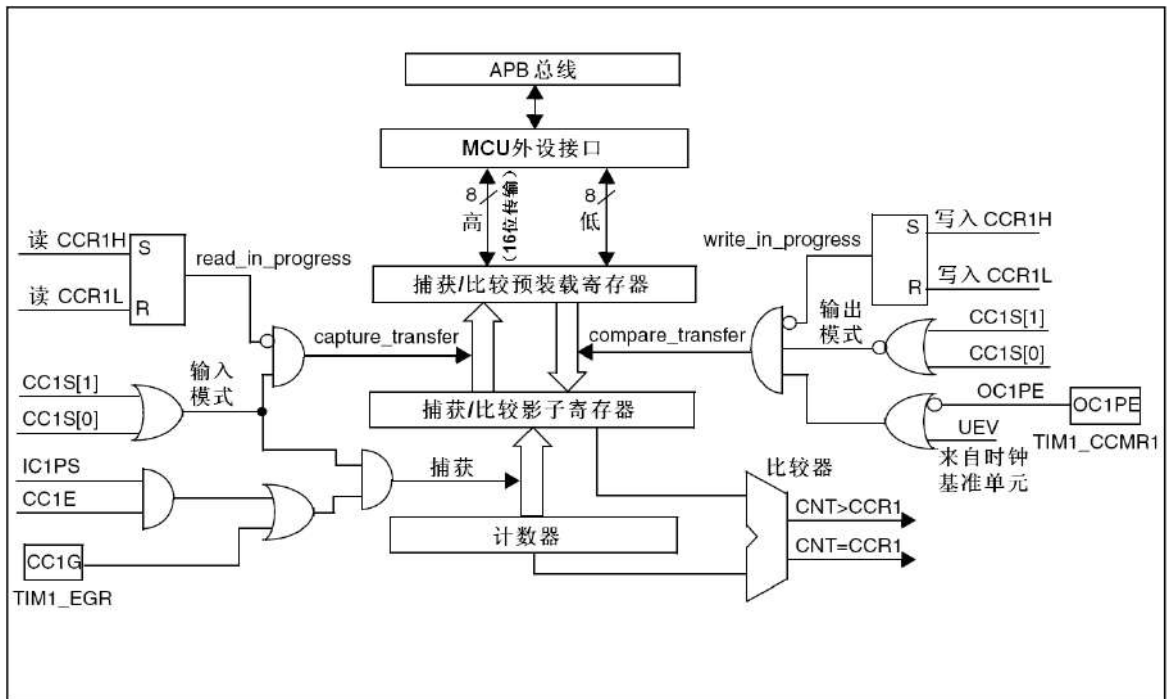 APB 总线
MCU外设接口
8
高
(16位传输)
8
低
读 CCR1H
S
读 CCR1L
R
read_in_progress
写入 CCR1H
S
写入 CCR1L
R
write_in_progress
捕获/比较预装载寄存器
capture_transfer
compare_transfer
输出
模式
CC1S[1]
CC1S[0]
输入
模式
CC1S[1]
CC1S[0]
捕获/比较影子寄存器
OC1PE
OC1PE
UEV
TIM1_CCMR1
来自时钟
基准单元
IC1PS
CC1E
捕获
比较器
CNT>CCR1
CNT=CCR1
计数器
CC1G
TIM1_EGR